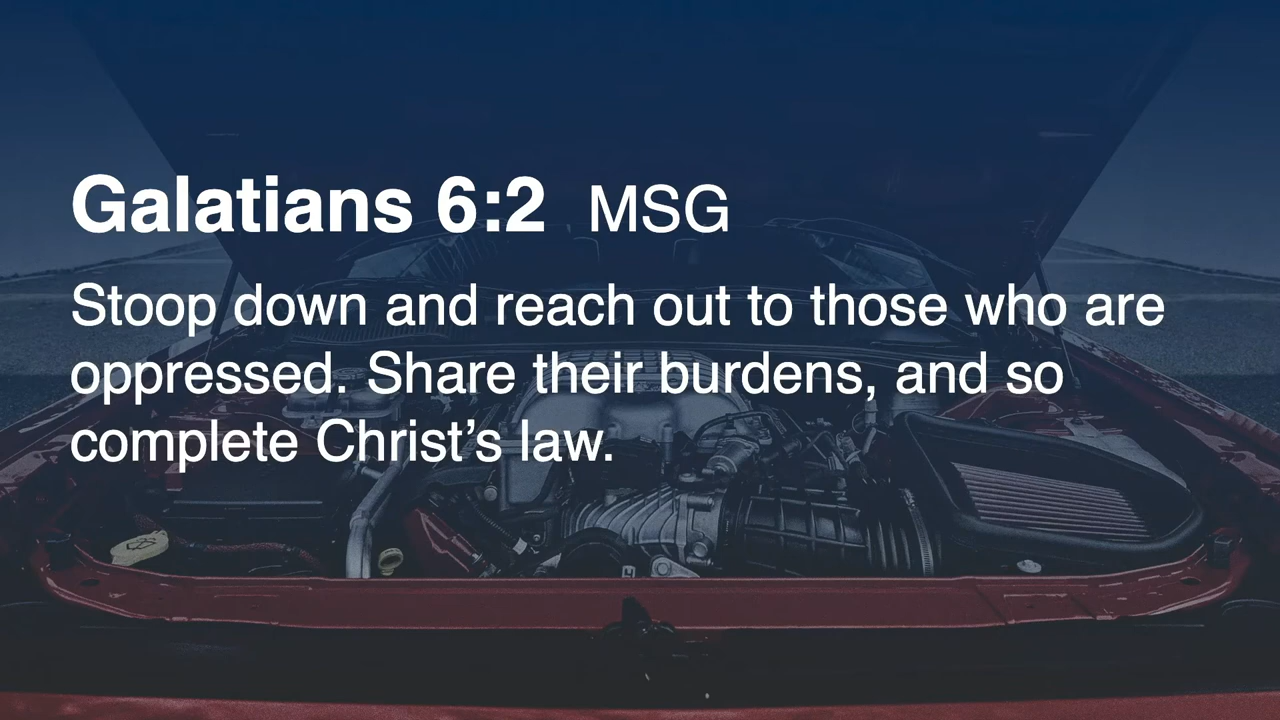 Galatians 6:2 MSG
Stoop down and reach out to those who are
oppressed. Share their burdens, and so
complete Christ’s law.